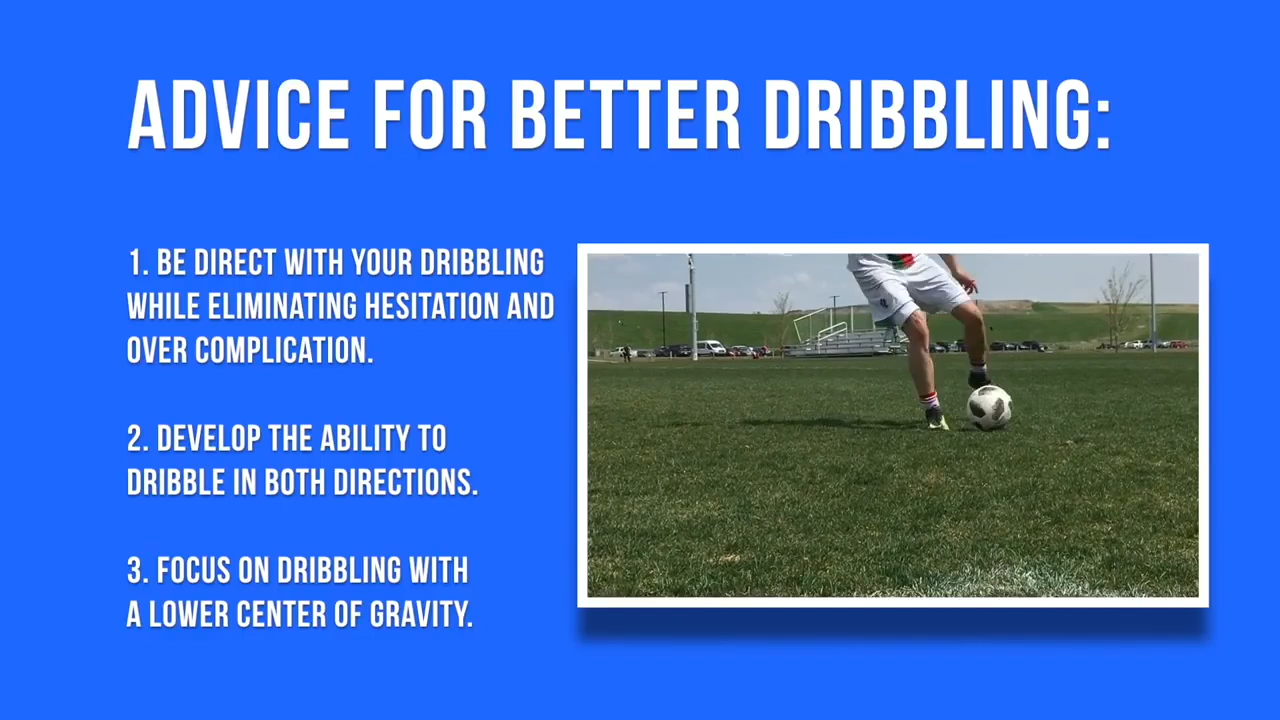 ADVICE FOR BETTER DRIBBLING:
1. BE DIRECT WITH YOUR DRIBBLING
WHILE ELIMINATING HESITATION AND
OVER COMPLICATION.
2. DEVELOP THE ABILITY TO
DRIBBLE IN BOTH DIRECTIONS.
3. FOCUS ON DRIBBLING WITH
A LOWER CENTER OF GRAVITY.